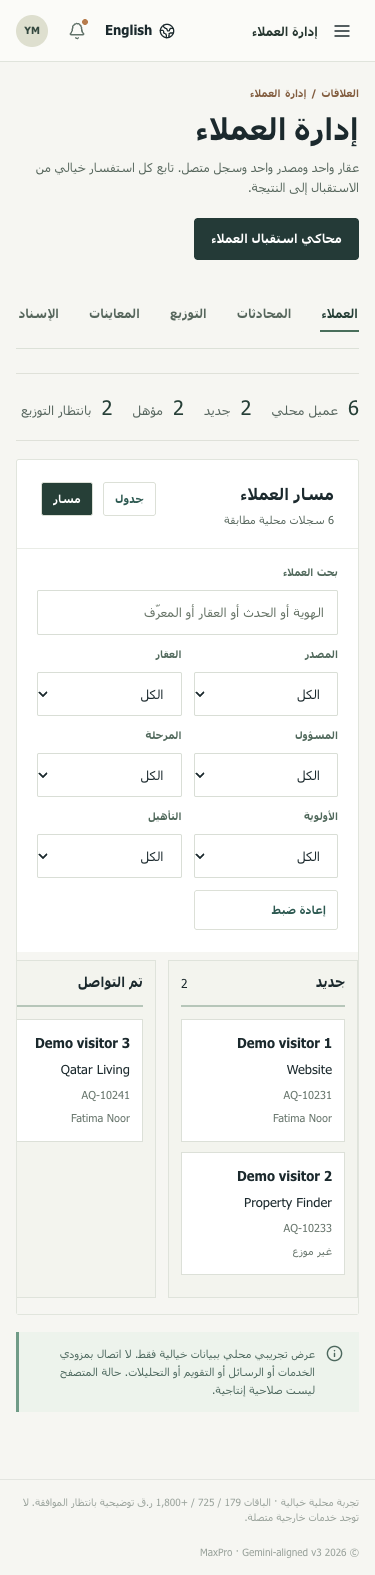 إدارة العملاء
English
YM
العلاقات / إدارة العملاء
إدارة العملاء
عقار واحد ومصدر واحد وسجل متصل. تابع كل استفسار خيالي من
الاستقبال إلى النتيجة.
محاكي استقبال العملاء
العملاء المحادثات التوزيع المعاينات الإسناد
6 عميل محلي 2 جديد 2 مؤهل 2 بانتظار التوزيع
مسار العملاء
6 سجلات محلية مطابقة
جدول
مسار
بحث العملاء
الهوية أو الحدث أو العقار أو المعرّف
المصدر العقار
الكل الكل
المسؤول المرحلة
الكل الكل
الأولوية التأهيل
الكل الكل
إعادة ضبط
جديد 2
Demo visitor 1
Website
AQ-10231
Fatima Noor
Demo visitor 2
Property Finder
AQ-10233
غير موزع
تم التواصل
Demo visitor 3
Qatar Living
AQ-10241
Fatima Noor
عرض تجريبي محلي ببيانات خيالية فقط. لا اتصال بمزودي
الخدمات أو الرسائل أو التقويم أو التحليلات. حالة المتصفح
ليست صلاحية إنتاجية.
تجربة محلية خيالية · الباقات 179 / 725 / +1,800 ر.ق توضيحية بانتظار الموافقة. لا
توجد خدمات خارجية متصلة.
© 2026 MaxPro · Gemini-aligned v3